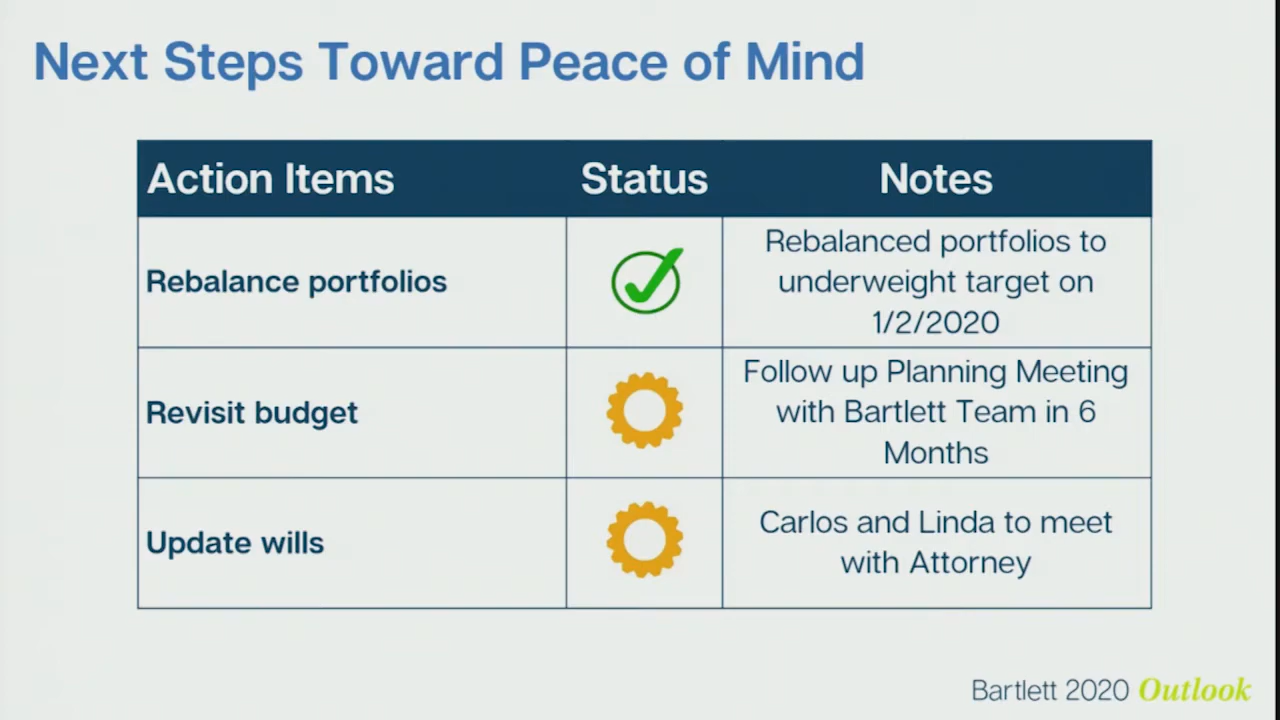 Next Steps Toward Peace of Mind
Action Items Status Notes
Rebalance portfolios
Rebalanced portfolios to
underweight target on
1/2/2020
Revisit budget
Follow up Planning Meeting
with Bartlett Team in 6
Months
Update wills
Carlos and Linda to meet
with Attorney
Bartlett 2020 Outlook